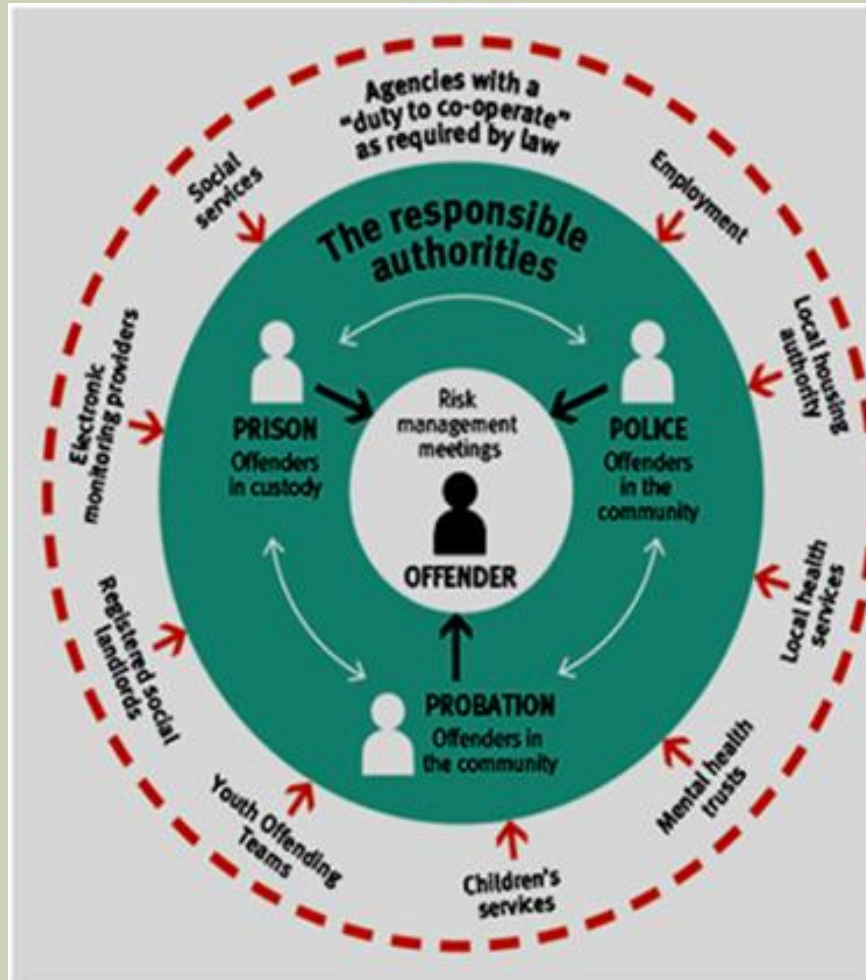 Agencies with a
"duty to co-operate"
as required by law
Social
services
Employment
The responsible
authorities
Electronic
monitoring providers
Local housing
authority
PRISON
Offenders
in custody
Risk
management
meetings
OFFENDER
POLICE
Offenders
in the
community
Registered social
landlords
Local health
services
PROBATION
Offenders in
the community
Youth Offending
Teams
Children's
services
Mental health
trusts